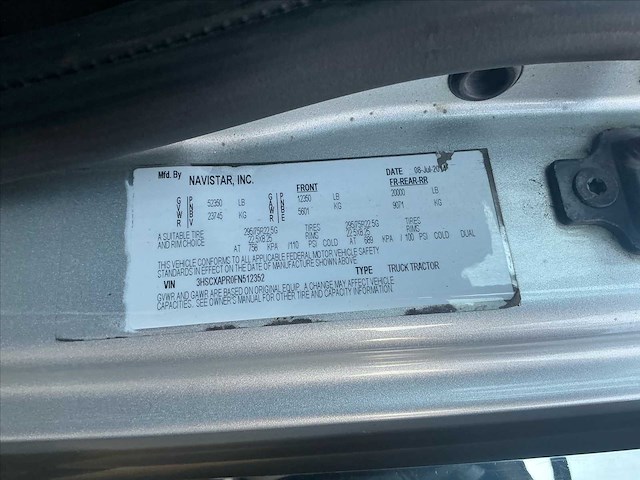 Mfd. By NAVISTAR, INC. DATE 08-Jul-
FRONT FR-REAR-RR
GVWR PNBV 52350 LB 23745 KG GAWR PNBE 12350 LB 5601 KG 20000 LB 9071 KG
A SUITABLE TIRE 295/75R22.5G TIRES 295/75R22.5G TIRES
AND RIM CHOICE 22.5X8.25 RIMS 22.5X8.25 RIMS
AT 758 KPA /110 PSI COLD AT 689 KPA / 100 PSI COLD DUAL
THIS VEHICLE CONFORMS TO ALL APPLICABLE FEDERAL MOTOR VEHICLE SAFETY
STANDARDS IN EFFECT ON DATE OF MANUFACTURE SHOWN ABOVE.
VIN 3HSCXAPR0FN512352 TYPE TRUCK TRACTOR
GVWR AND GAWR ARE BASED ON ORIGINAL EQUIP. A CHANGE MAY AFFECT VEHICLE
CAPACITIES. SEE OWNER'S MANUAL FOR OTHER TIRE AND CAPACITY INFORMATION.